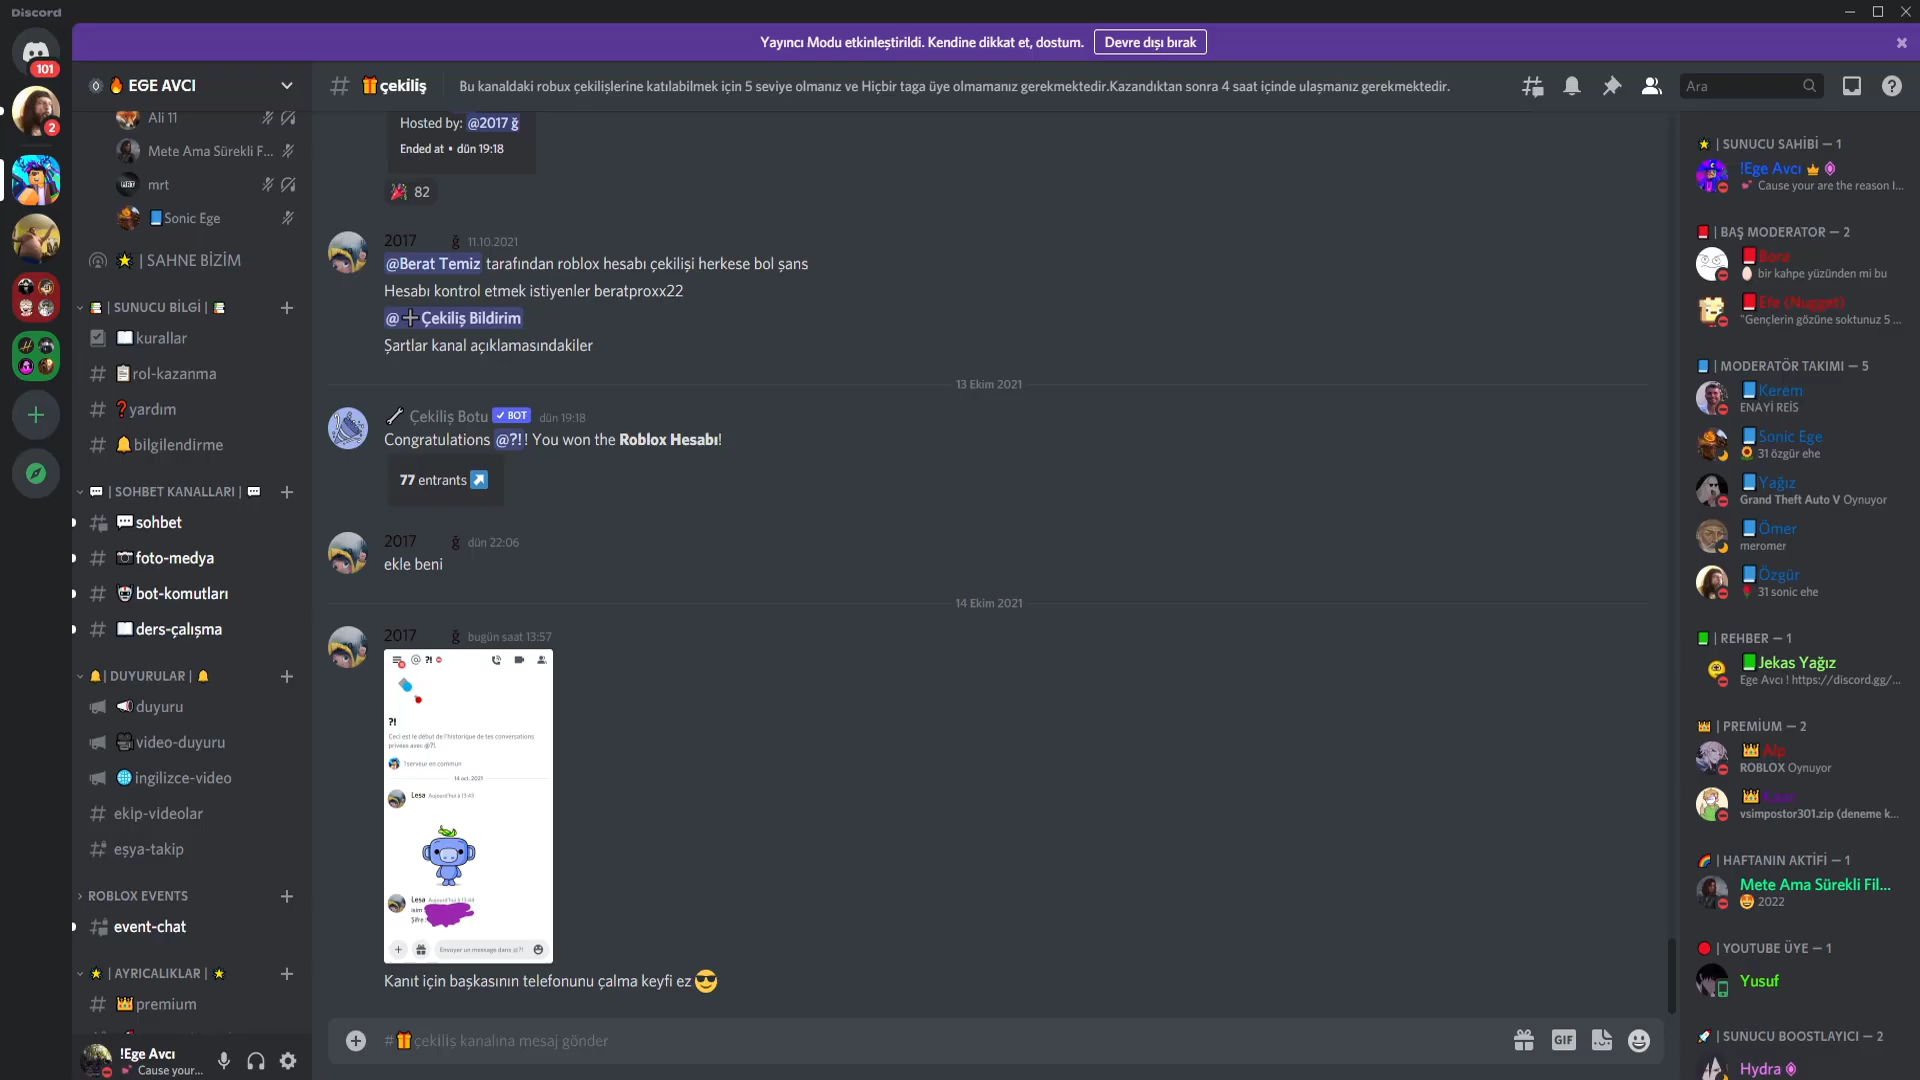 Discord
Yayıncı Modu etkinleştirildi. Kendine dikkat et, dostum.
Devre dışı bırak
101
2
EGE AVCI
Ali 11
Mete Ama Sürekli F...
mrt
Sonic Ege
| SAHNE BİZİM
| SUNUCU BİLGİ |
kurallar
rol-kazanma
yardım
bilgilendirme
| SOHBET KANALLARI |
sohbet
foto-medya
bot-komutları
ders-çalışma
| DUYURULAR |
duyuru
video-duyuru
ingilizce-video
ekip-videolar
eşya-takip
ROBLOX EVENTS
event-chat
| AYRICALIKLAR |
premium
!Ege Avcı
Cause your...
çekiliş
Bu kanaldaki robux çekilişlerine katılabilmek için 5 seviye olmanız ve Hiçbir taga üye olmamanız gerekmektedir.Kazandıktan sonra 4 saat içinde ulaşmanız gerekmektedir.
Ara
Hosted by: @2017 ğ
Ended at • dün 19:18
82
2017 ğ 11.10.2021
@Berat Temiz tarafından roblox hesabı çekilişi herkese bol şans
Hesabı kontrol etmek istiyenler beratproxx22
@➕Çekiliş Bildirim
Şartlar kanal açıklamasındakiler
13 Ekim 2021
Çekiliş Botu ✓ BOT dün 19:18
Congratulations @?!! You won the Roblox Hesabı!
77 entrants
2017 ğ dün 22:06
ekle beni
14 Ekim 2021
2017 ğ bugün saat 13:57
@ ?!
?!
Ceci est le début de l'historique de tes conversations
privées avec @?!.
1 serveur en commun
14 oct. 2021
Lesa Aujourd'hui à 13:43
Lesa Aujourd'hui à 13:44
isim
Şifre
Envoyer un message dans @?!
Kanıt için başkasının telefonunu çalma keyfi ez 😎
#🎁çekiliş kanalına mesaj gönder
GIF
| SUNUCU SAHİBİ — 1
!Ege Avcı
Cause your are the reason I...
| BAŞ MODERATOR — 2
Bora
bir kahpe yüzünden mi bu
Efe (Nugget)
"Gençlerin gözüne soktunuz 5 ...
| MODERATÖR TAKIMI — 5
Kerem
ENAYİ REİS
Sonic Ege
31 özgür ehe
Yağız
Grand Theft Auto V Oynuyor
Ömer
meromer
Özgür
31 sonic ehe
| REHBER — 1
Jekas Yağız
Ege Avcı ! https://discord.gg/...
| PREMİUM — 2
Alp
ROBLOX Oynuyor
vsimpostor301.zip (deneme k...
| HAFTANIN AKTİFİ — 1
Mete Ama Sürekli Fil...
2022
| YOUTUBE ÜYE — 1
Yusuf
| SUNUCU BOOSTLAYICI — 2
Hydra